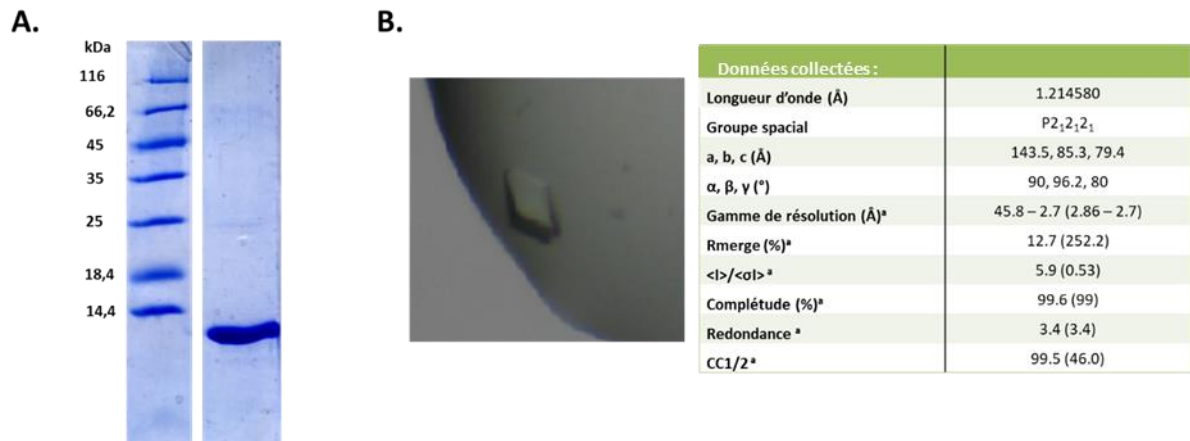 A.
kDa
116
66,2
45
35
25
18,4
14,4
B.
Données collectées :
Longueur d’onde (Å) 1.214580
Groupe spacial P2₁2₁2₁
a, b, c (Å) 143.5, 85.3, 79.4
α, β, γ (°) 90, 96.2, 80
Gamme de résolution (Å)ᵃ 45.8 – 2.7 (2.86 – 2.7)
Rmerge (%)ᵃ 12.7 (252.2)
<I>/<σI> ᵃ 5.9 (0.53)
Complétude (%)ᵃ 99.6 (99)
Redondance ᵃ 3.4 (3.4)
CC1/2 ᵃ 99.5 (46.0)